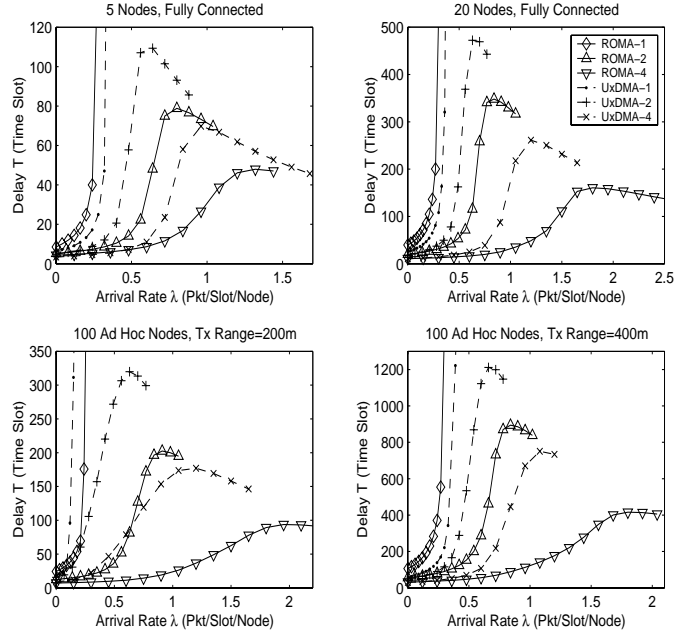 5 Nodes, Fully Connected
120
100
80
60
40
20
0
0
0.5
1
1.5
Delay T (Time Slot)
Arrival Rate λ (Pkt/Slot/Node)
20 Nodes, Fully Connected
500
400
300
200
100
0
0
0.5
1
1.5
2
2.5
Delay T (Time Slot)
Arrival Rate λ (Pkt/Slot/Node)
ROMA−1
ROMA−2
ROMA−4
UxDMA−1
UxDMA−2
UxDMA−4
100 Ad Hoc Nodes, Tx Range=200m
350
300
250
200
150
100
50
0
0
0.5
1
1.5
2
Delay T (Time Slot)
Arrival Rate λ (Pkt/Slot/Node)
100 Ad Hoc Nodes, Tx Range=400m
1200
1000
800
600
400
200
0
0
0.5
1
1.5
2
Delay T (Time Slot)
Arrival Rate λ (Pkt/Slot/Node)